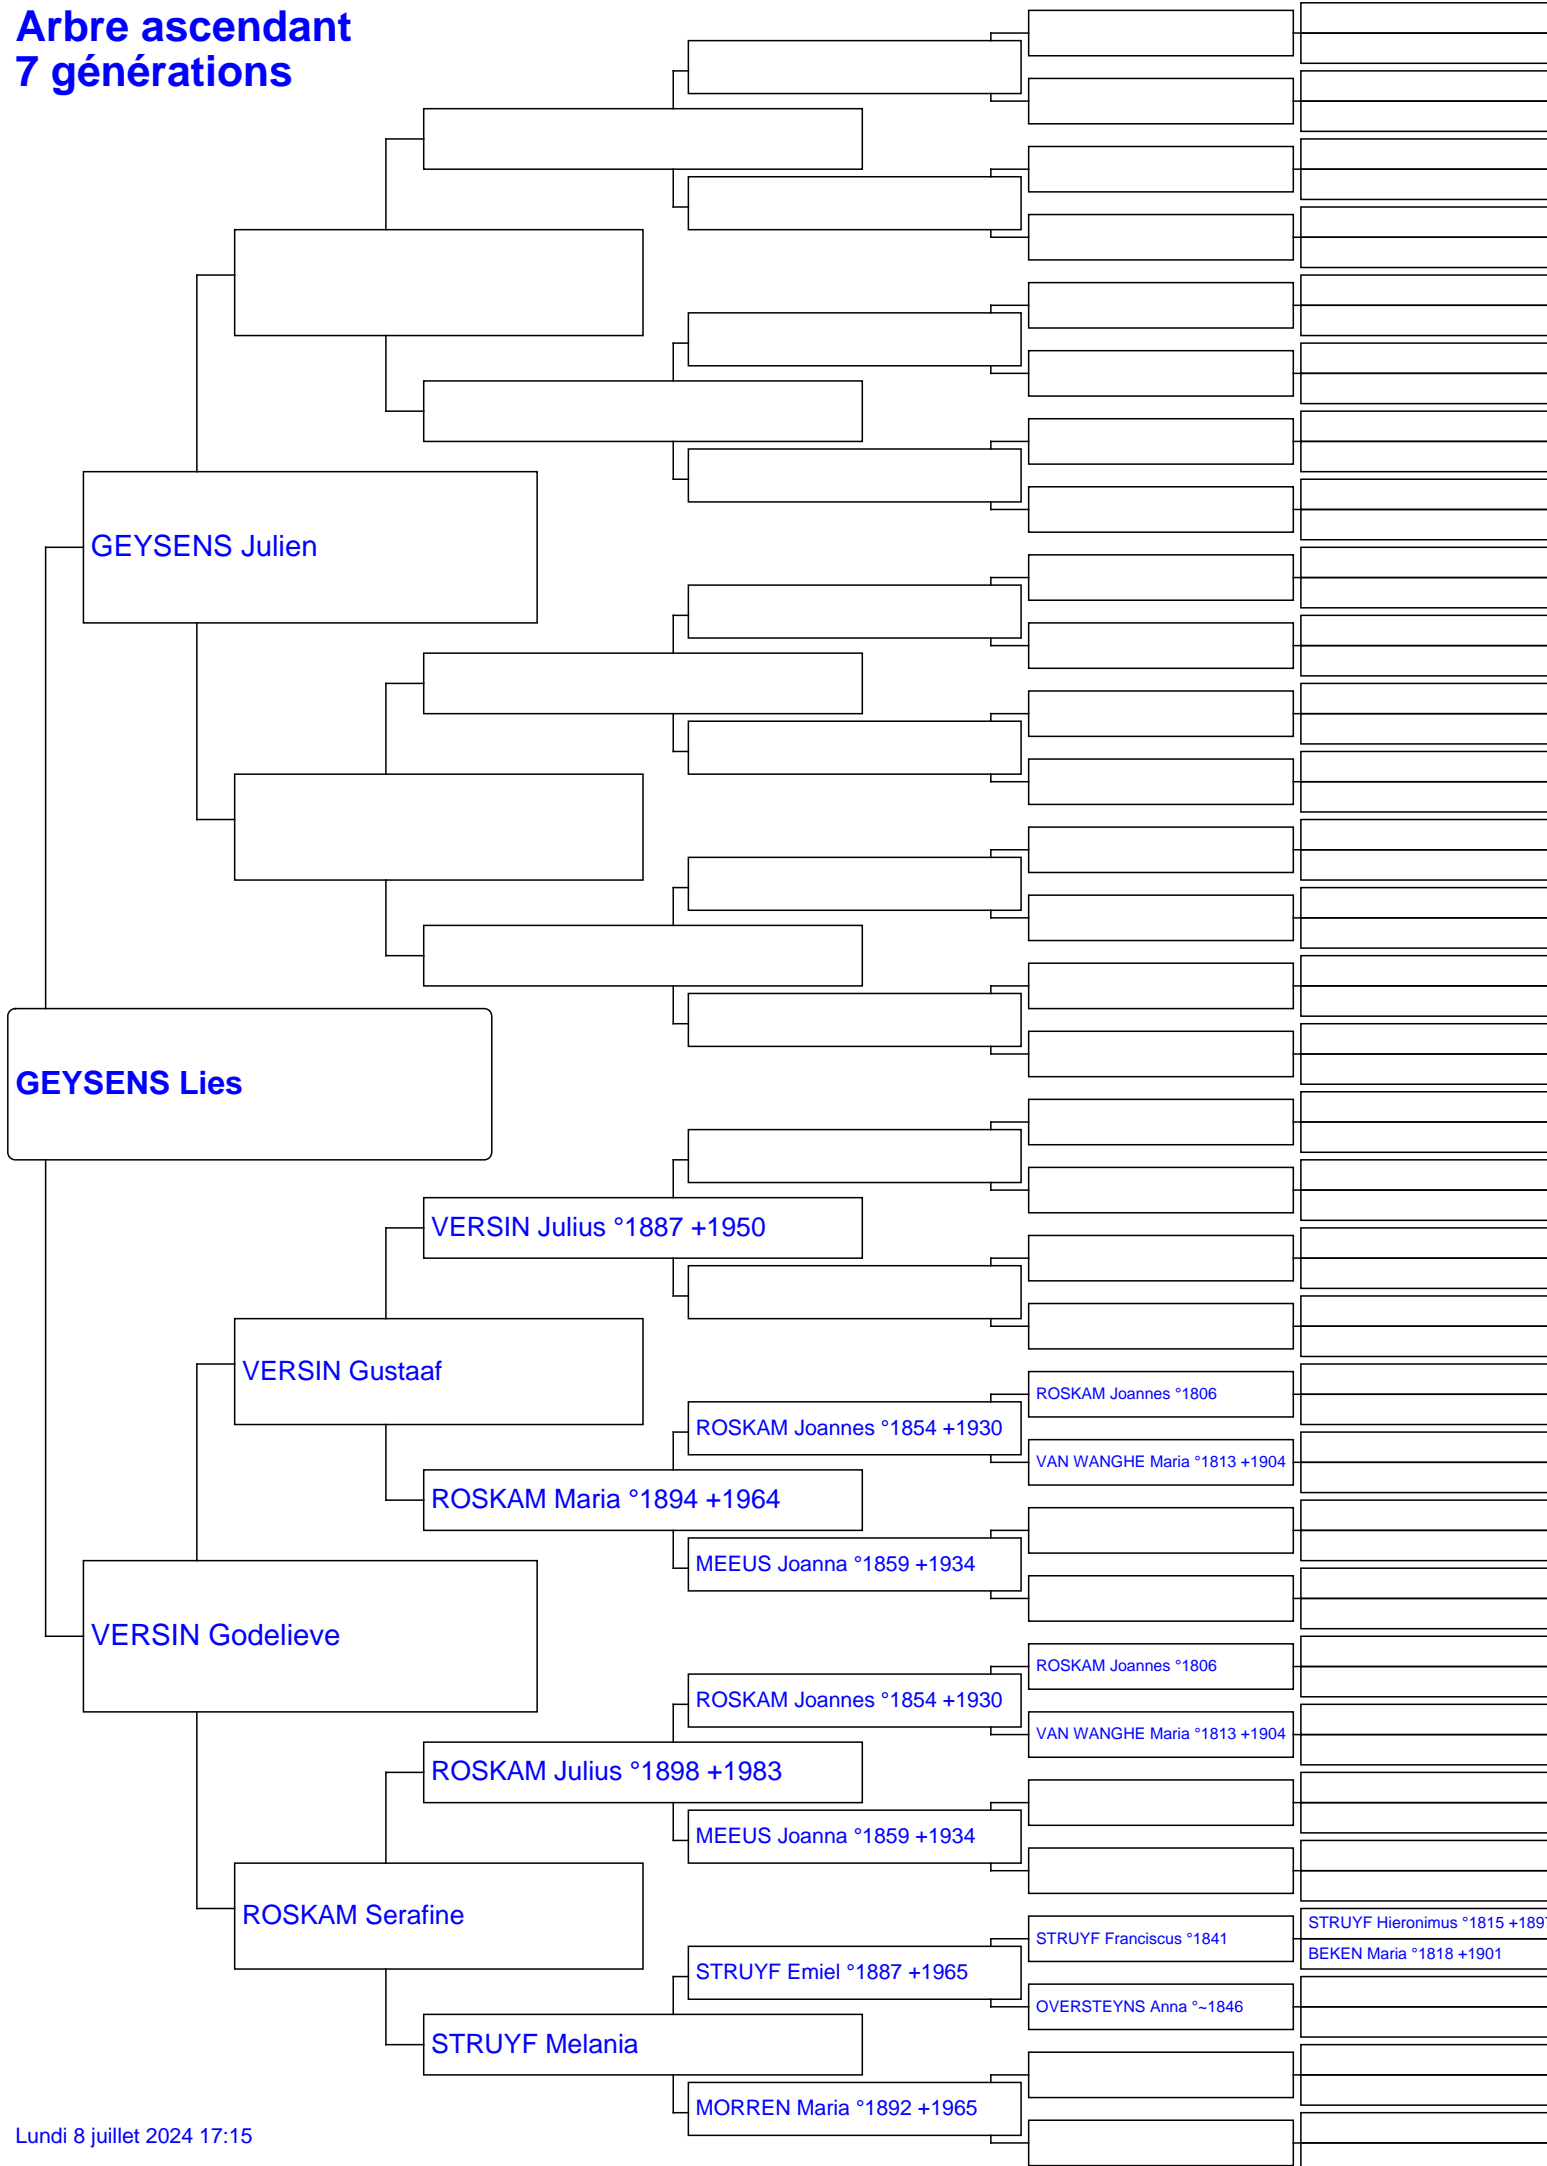 Arbre ascendant
7 générations
GEYSENS Julien
GEYSENS Lies
VERSIN Julius °1887 +1950
VERSIN Gustaaf
ROSKAM Joannes °1806
ROSKAM Joannes °1854 +1930
VAN WANGHE Maria °1813 +1904
ROSKAM Maria °1894 +1964
MEEUS Joanna °1859 +1934
VERSIN Godelieve
ROSKAM Joannes °1806
ROSKAM Joannes °1854 +1930
VAN WANGHE Maria °1813 +1904
ROSKAM Julius °1898 +1983
MEEUS Joanna °1859 +1934
ROSKAM Serafine
STRUYF Hieronimus °1815 +1897
STRUYF Franciscus °1841
BEKEN Maria °1818 +1901
STRUYF Emiel °1887 +1965
OVERSTEYNS Anna °~1846
STRUYF Melania
MORREN Maria °1892 +1965
Lundi 8 juillet 2024 17:15